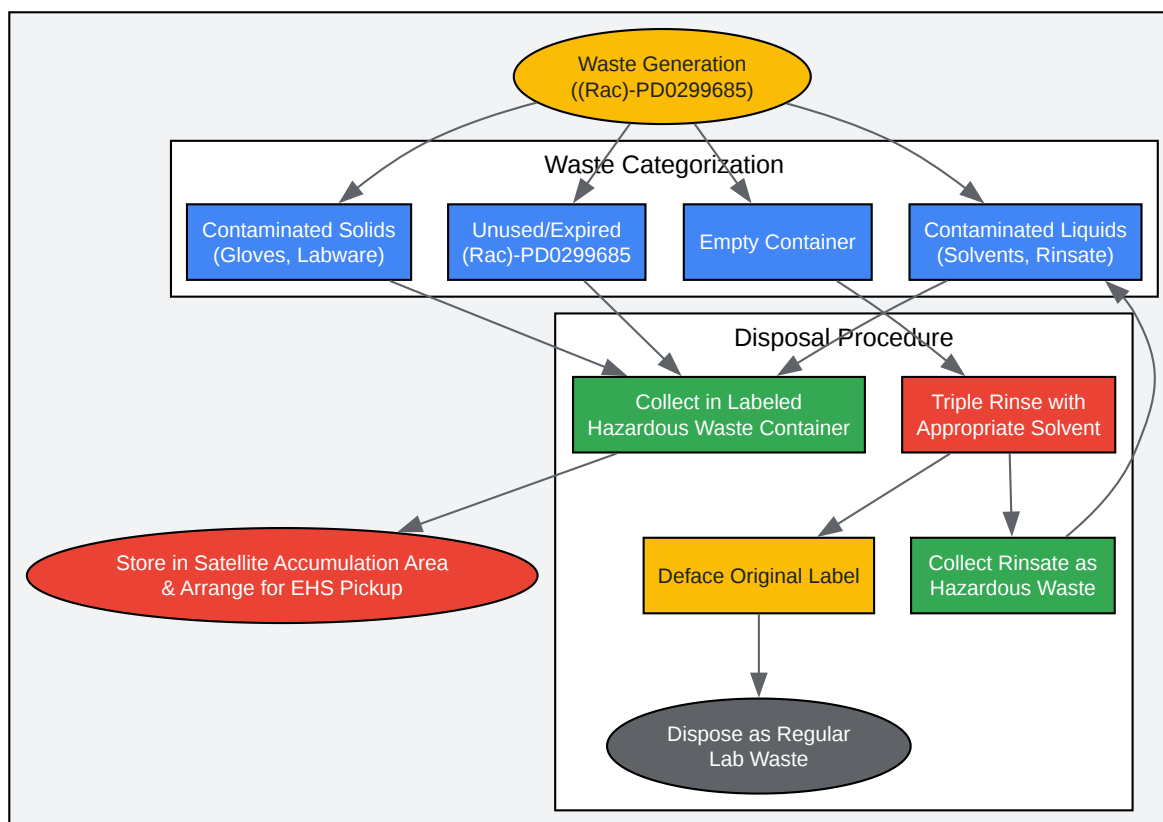 Waste Generation
((Rac)-PD0299685)
Waste Categorization
Contaminated Solids
(Gloves, Labware)
Unused/Expired
(Rac)-PD0299685
Empty Container
Contaminated Liquids
(Solvents, Rinsate)
Disposal Procedure
Collect in Labeled
Hazardous Waste Container
Triple Rinse with
Appropriate Solvent
Store in Satellite Accumulation Area
& Arrange for EHS Pickup
Deface Original Label
Collect Rinsate as
Hazardous Waste
Dispose as Regular
Lab Waste